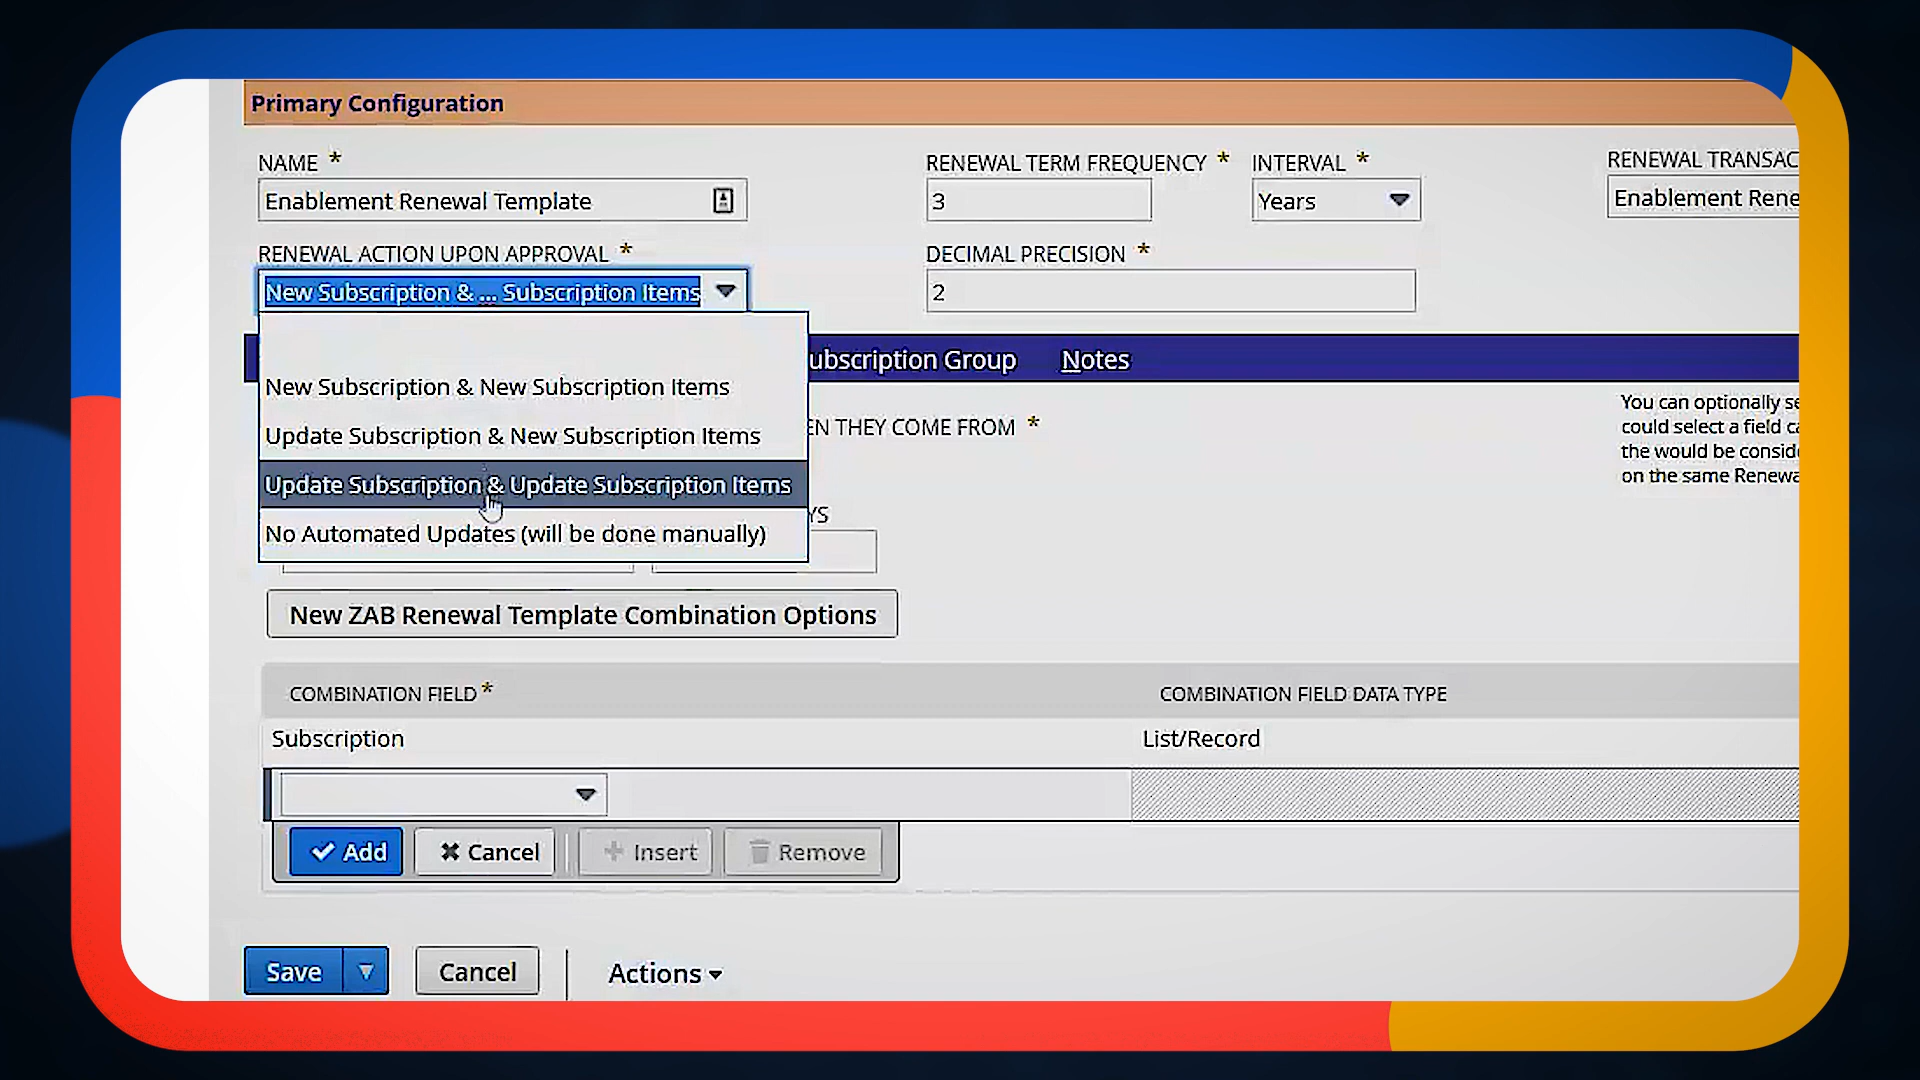 Primary Configuration
NAME *
RENEWAL TERM FREQUENCY *
INTERVAL *
RENEWAL TRANSAC
Enablement Renewal Template
3
Years
Enablement Rene
RENEWAL ACTION UPON APPROVAL *
DECIMAL PRECISION *
New Subscription & ... Subscription Items
2
ubscription Group
Notes
New Subscription & New Subscription Items
Update Subscription & New Subscription Items
Update Subscription & Update Subscription Items
No Automated Updates (will be done manually)
EN THEY COME FROM *
YS
You can optionally se
could select a field ca
the would be conside
on the same Renewa
New ZAB Renewal Template Combination Options
COMBINATION FIELD *
COMBINATION FIELD DATA TYPE
Subscription
List/Record
Add
Cancel
Insert
Remove
Save
Cancel
Actions